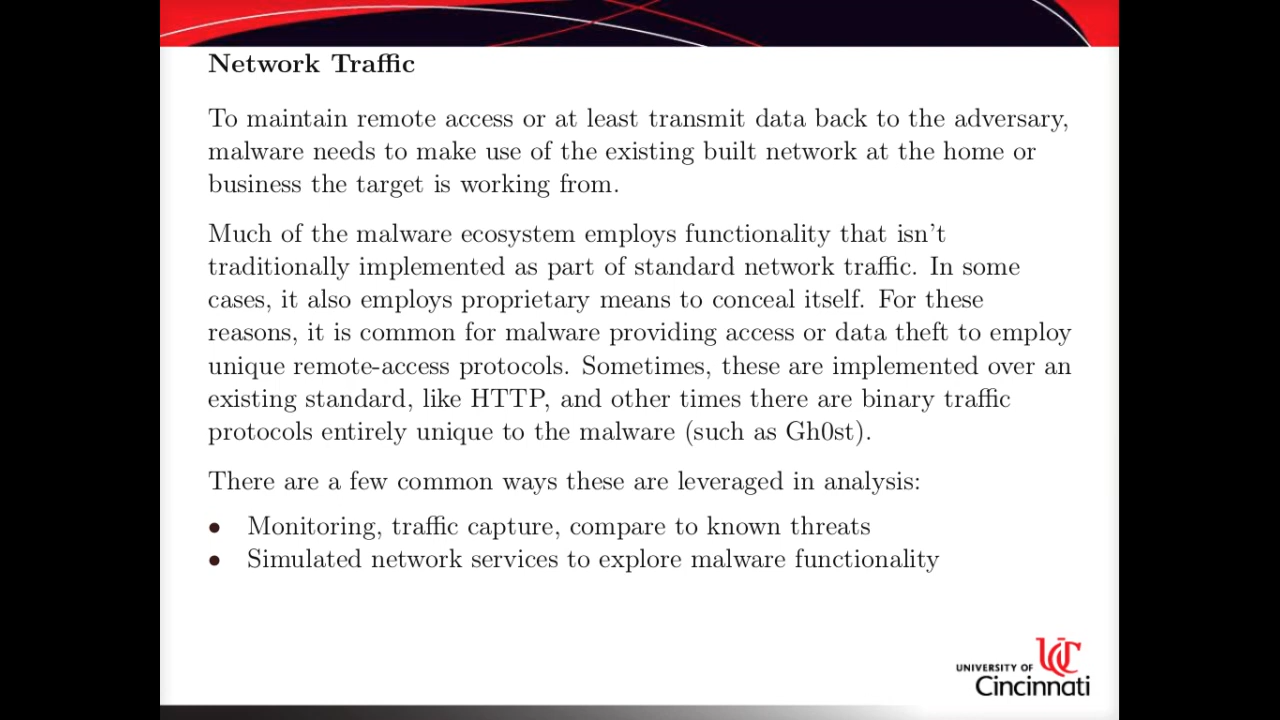 Network Traffic
To maintain remote access or at least transmit data back to the adversary,
malware needs to make use of the existing built network at the home or
business the target is working from.
Much of the malware ecosystem employs functionality that isn't
traditionally implemented as part of standard network traffic. In some
cases, it also employs proprietary means to conceal itself. For these
reasons, it is common for malware providing access or data theft to employ
unique remote-access protocols. Sometimes, these are implemented over an
existing standard, like HTTP, and other times there are binary traffic
protocols entirely unique to the malware (such as Gh0st).
There are a few common ways these are leveraged in analysis:
• Monitoring, traffic capture, compare to known threats
• Simulated network services to explore malware functionality
UNIVERSITY OF UC
Cincinnati